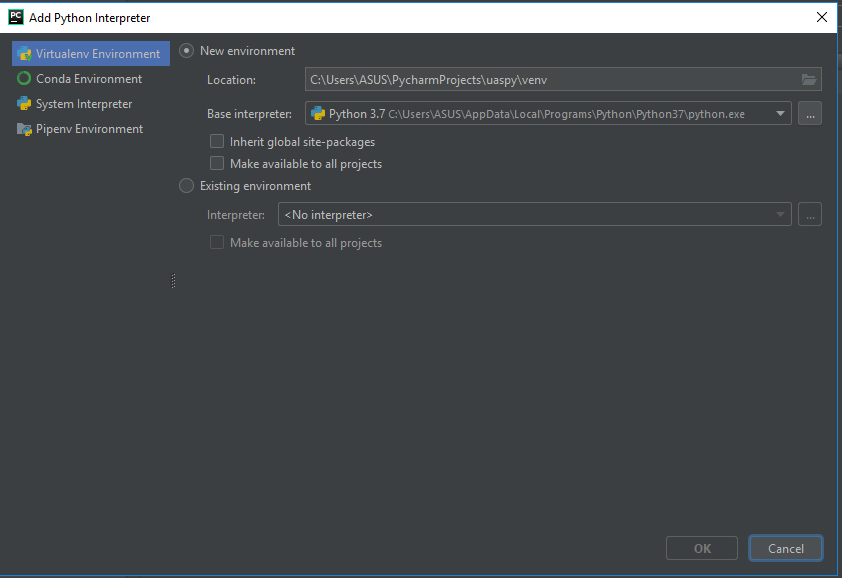 PC Add Python Interpreter
Virtualenv Environment
Conda Environment
System Interpreter
Pipenv Environment
New environment
Location: C:\Users\ASUS\PycharmProjects\uaspy\venv
Base interpreter: Python 3.7 C:\Users\ASUS\AppData\Local\Programs\Python\Python37\python.exe ...
Inherit global site-packages
Make available to all projects
Existing environment
Interpreter: <No interpreter> ...
Make available to all projects
OK Cancel